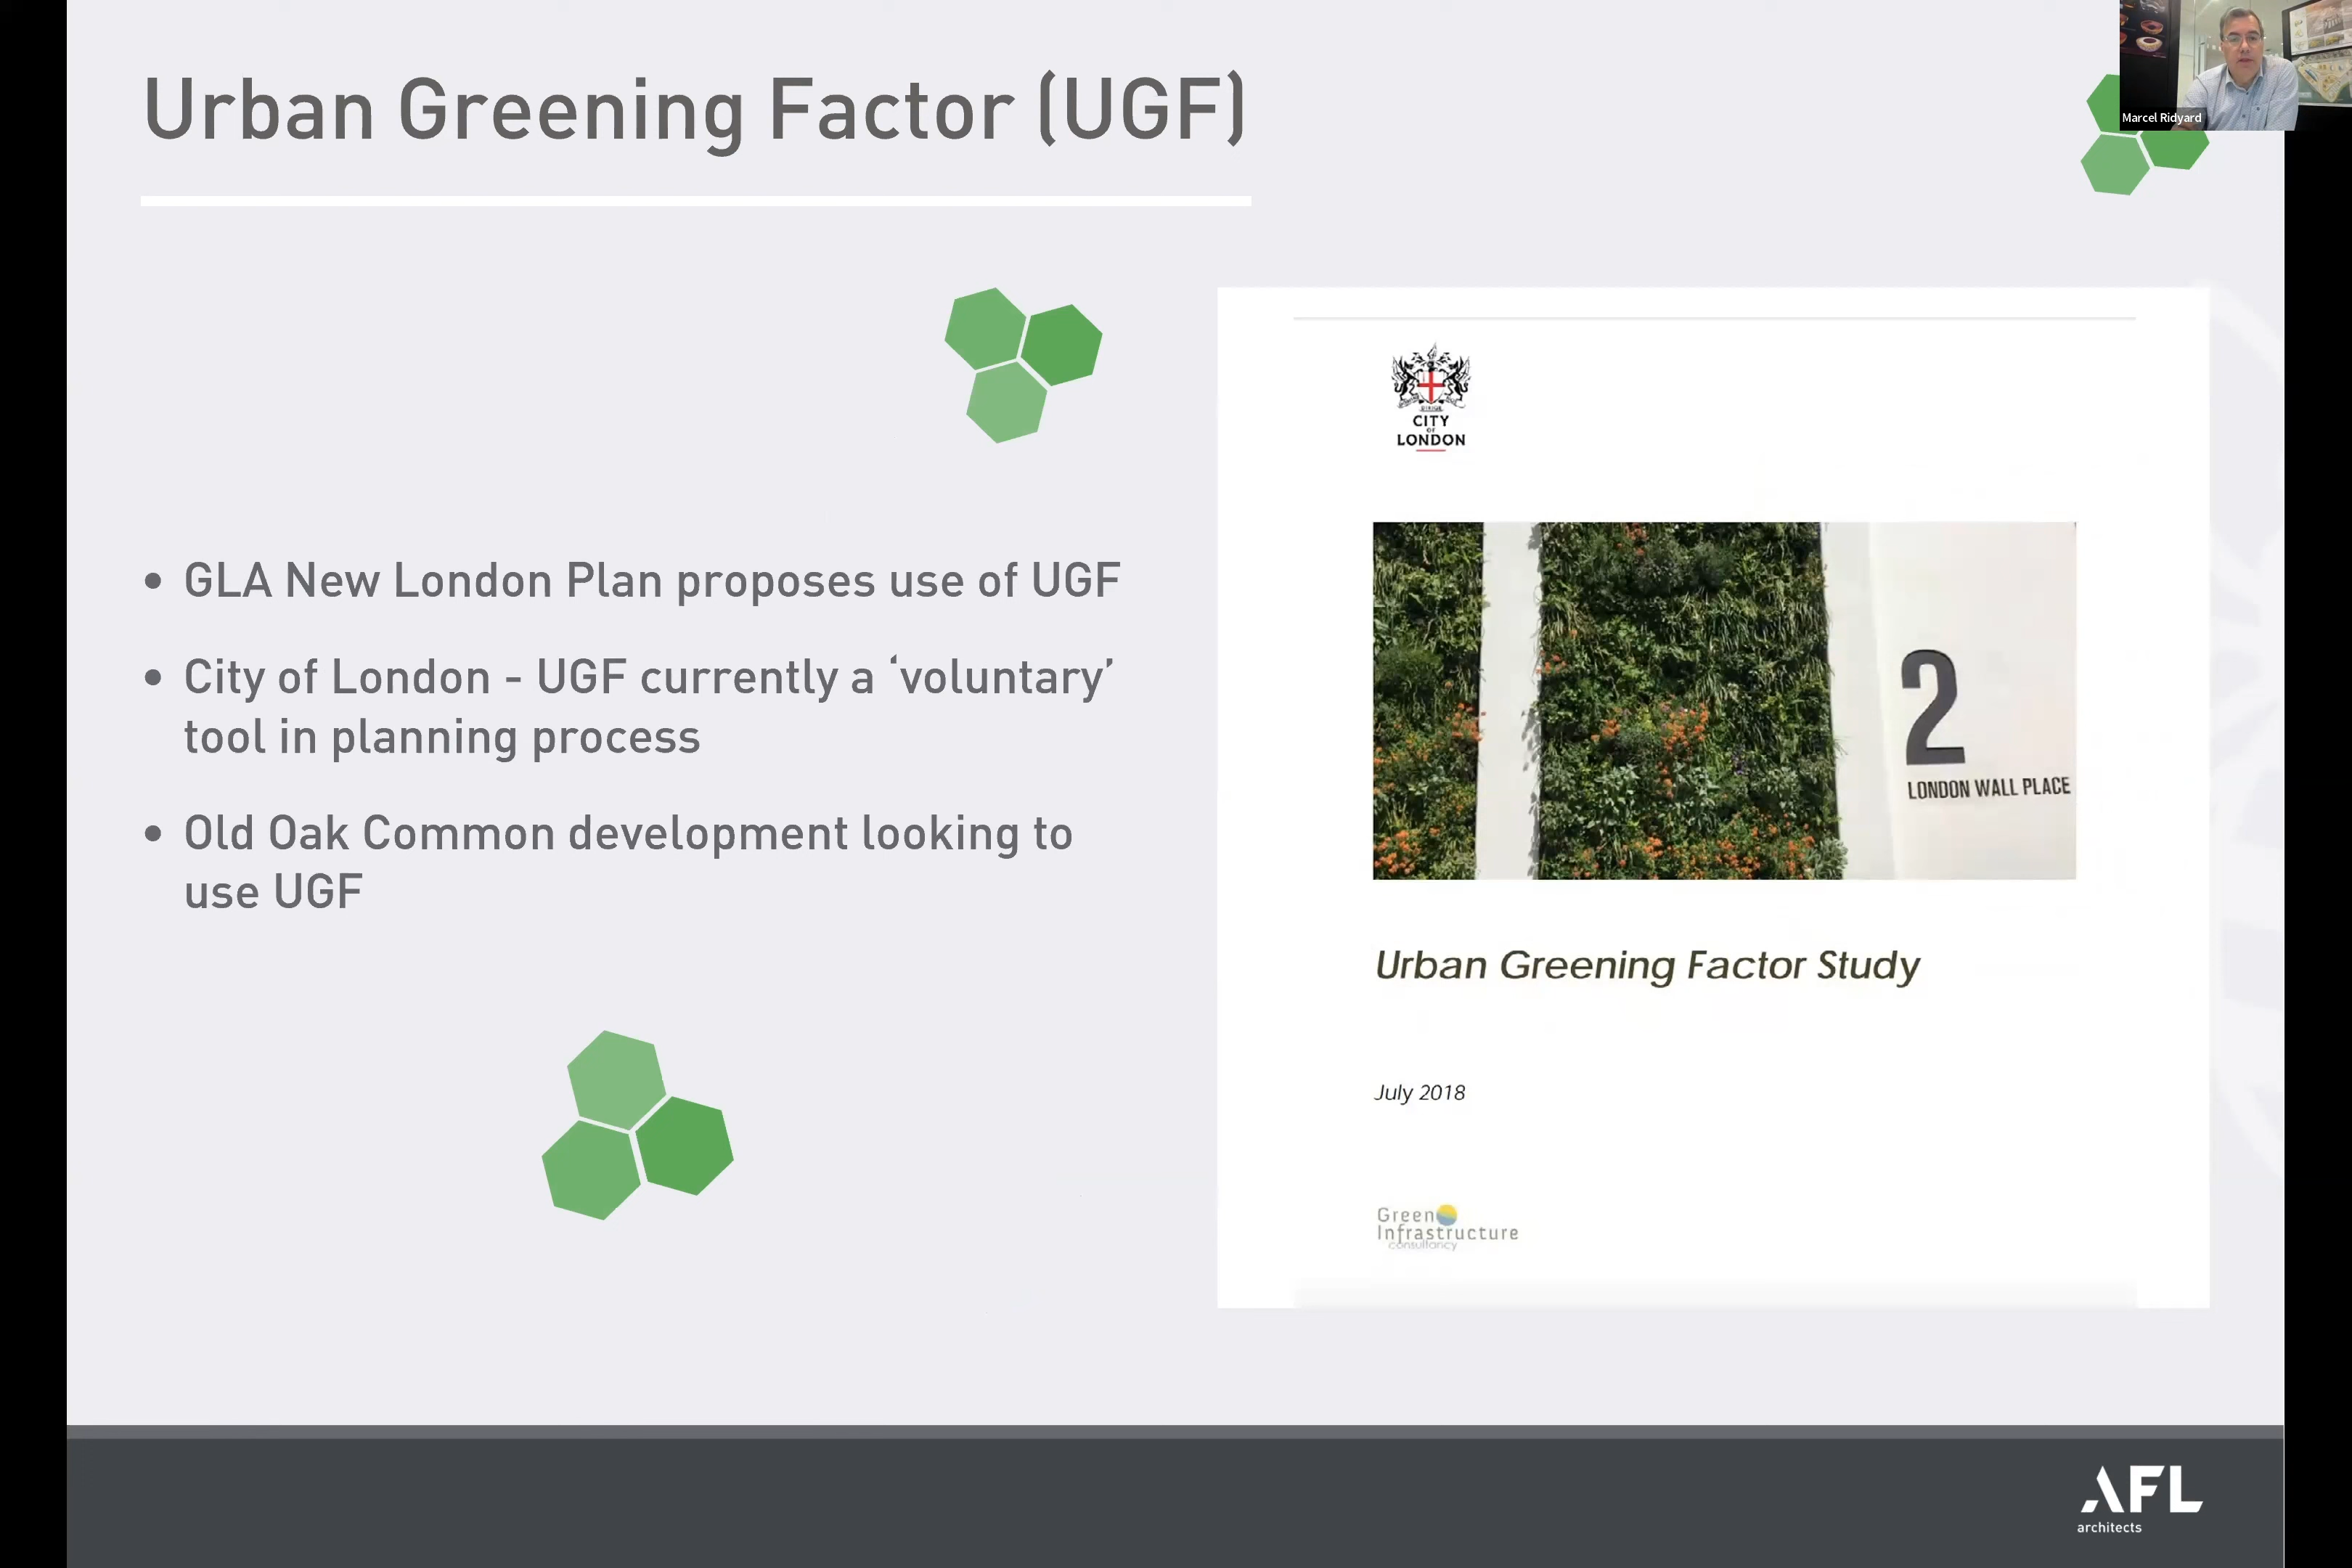 Urban Greening Factor (UGF)
Marcel Ridyard
• GLA New London Plan proposes use of UGF
• City of London - UGF currently a ‘voluntary’
tool in planning process
• Old Oak Common development looking to
use UGF
CITY
OF
LONDON
2
LONDON WALL PLACE
Urban Greening Factor Study
July 2018
Green
Infrastructure
consultancy
AFL
architects